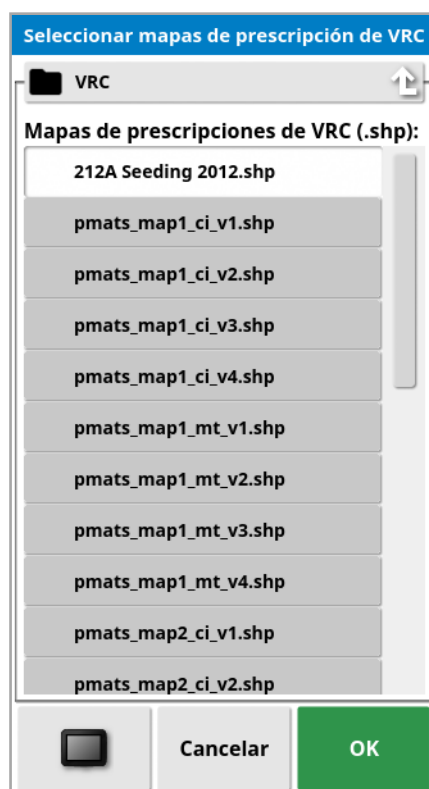 Seleccionar mapas de prescripción de VRC
VRC
Mapas de prescripciones de VRC (.shp):
212A Seeding 2012.shp
pmats_map1_ci_v1.shp
pmats_map1_ci_v2.shp
pmats_map1_ci_v3.shp
pmats_map1_ci_v4.shp
pmats_map1_mt_v1.shp
pmats_map1_mt_v2.shp
pmats_map1_mt_v3.shp
pmats_map1_mt_v4.shp
pmats_map2_ci_v1.shp
pmats_map2_ci_v2.shp
Cancelar
OK